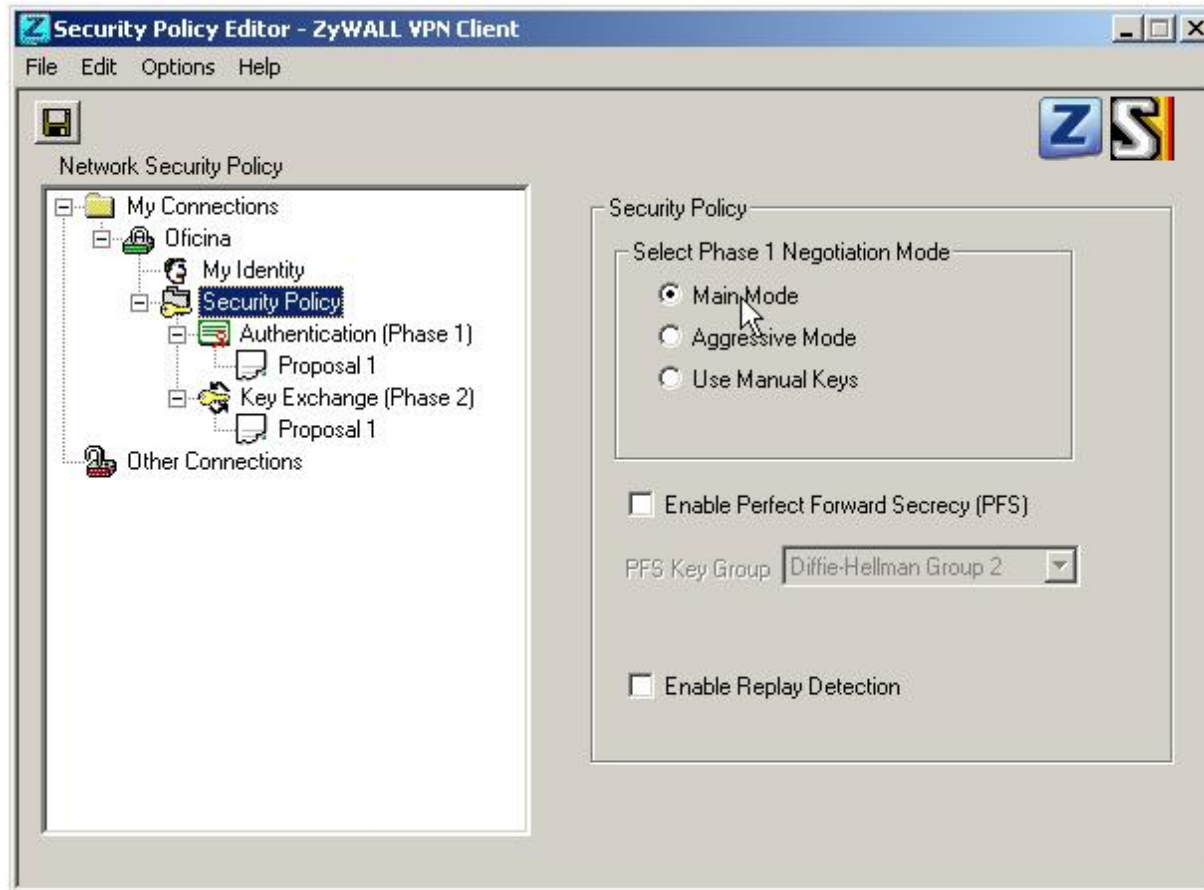 Security Policy Editor - ZyWALL VPN Client
File Edit Options Help
Network Security Policy
My Connections
Oficina
My Identity
Security Policy
Authentication (Phase 1)
Proposal 1
Key Exchange (Phase 2)
Proposal 1
Other Connections
Z S
Security Policy
Select Phase 1 Negotiation Mode
Main Mode
Aggressive Mode
Use Manual Keys
Enable Perfect Forward Secrecy (PFS)
PFS Key Group Diffie-Hellman Group 2
Enable Replay Detection